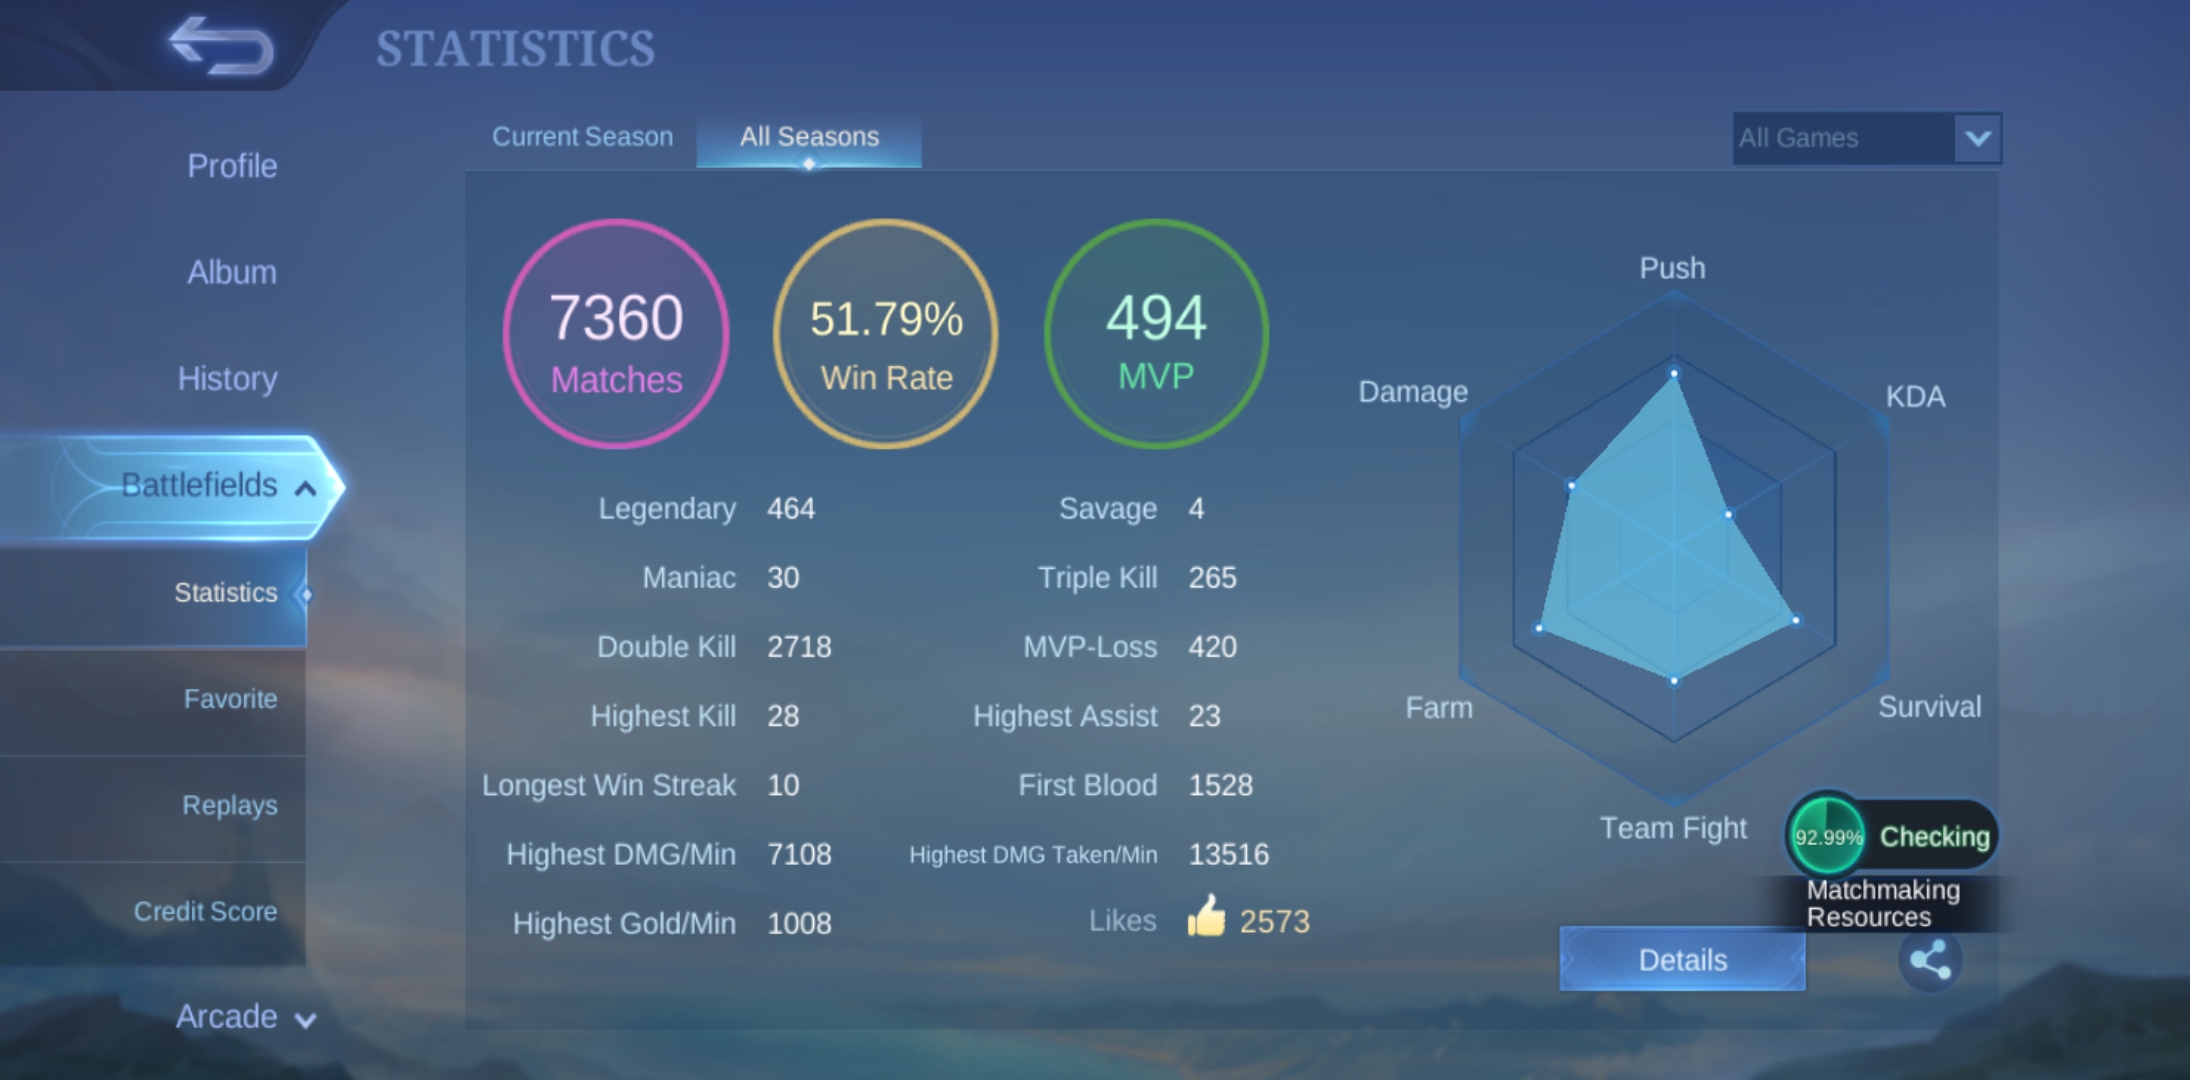 STATISTICS
Current Season
All Seasons
All Games
Profile
Album
History
Battlefields
Statistics
Favorite
Replays
Credit Score
Arcade
7360
Matches
51.79%
Win Rate
494
MVP
Legendary 464
Savage 4
Maniac 30
Triple Kill 265
Double Kill 2718
MVP-Loss 420
Highest Kill 28
Highest Assist 23
Longest Win Streak 10
First Blood 1528
Highest DMG/Min 7108
Highest DMG Taken/Min 13516
Highest Gold/Min 1008
Likes 2573
Push
Damage
KDA
Farm
Survival
Team Fight
92.99% Checking
Matchmaking
Resources
Details